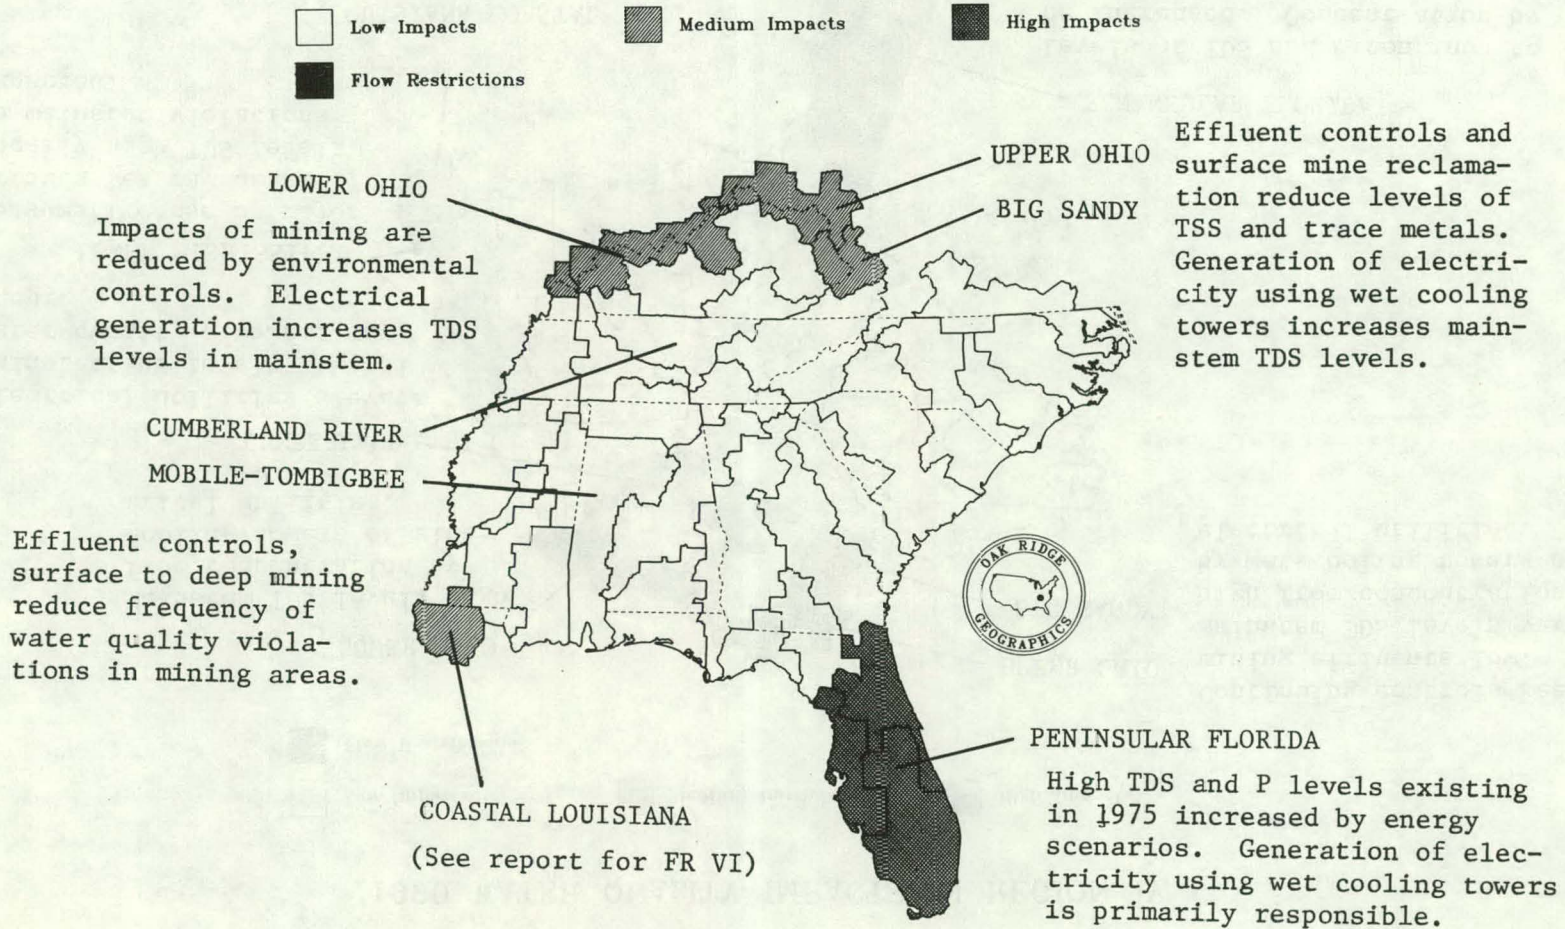 Low Impacts
Medium Impacts
High Impacts
Flow Restrictions
LOWER OHIO
Impacts of mining are
reduced by environmental
controls. Electrical
generation increases TDS
levels in mainstem.
UPPER OHIO
BIG SANDY
Effluent controls and
surface mine reclama-
tion reduce levels of
TSS and trace metals.
Generation of electri-
city using wet cooling
towers increases main-
stem TDS levels.
CUMBERLAND RIVER
MOBILE-TOMBIGBEE
Effluent controls,
surface to deep mining
reduce frequency of
water quality viola-
tions in mining areas.
OAK RIDGE
GEOGRAPHICS
COASTAL LOUISIANA
(See report for FR VI)
PENINSULAR FLORIDA
High TDS and P levels existing
in 1975 increased by energy
scenarios. Generation of elec-
tricity using wet cooling towers
is primarily responsible.